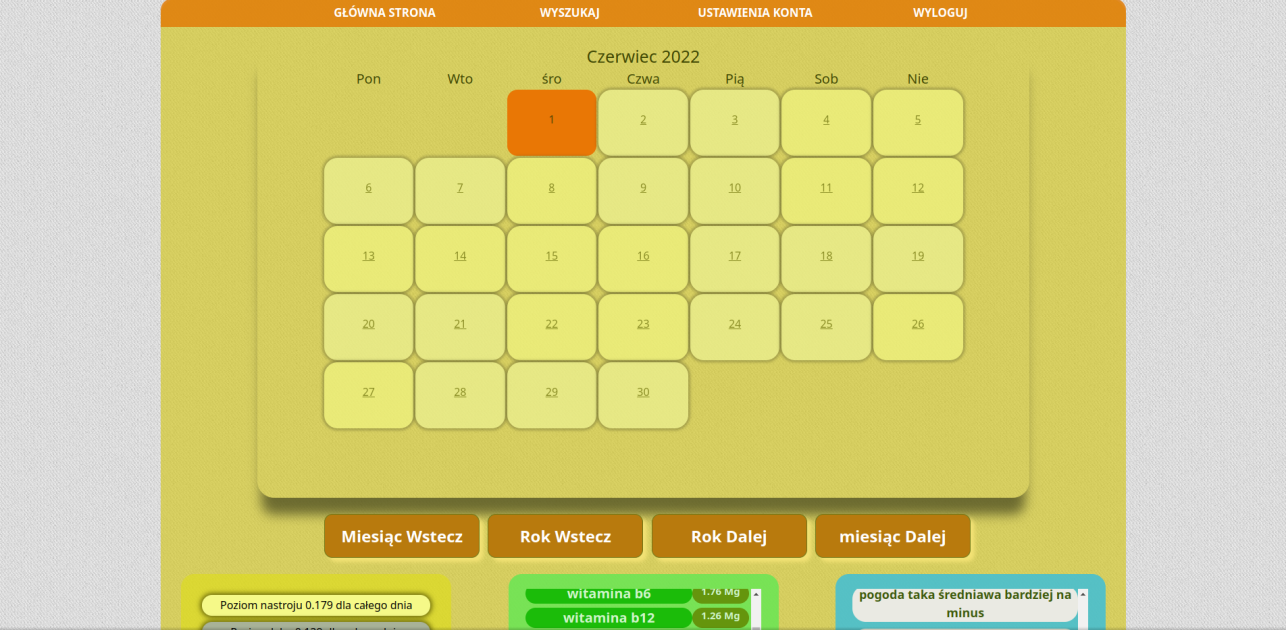 GŁÓWNA STRONA WYSZUKAJ USTAWIENIA KONTA WYLOGUJ
Czerwiec 2022
Pon Wto śro Czwa Pią Sob Nie
1 2 3 4 5
6 7 8 9 10 11 12
13 14 15 16 17 18 19
20 21 22 23 24 25 26
27 28 29 30
Miesiąc Wstecz Rok Wstecz Rok Dalej miesiąc Dalej
Poziom nastroju 0.179 dla całego dnia
witamina b6 1.76 Mg
witamina b12 1.26 Mg
pogoda taka średniawa bardziej na
minus